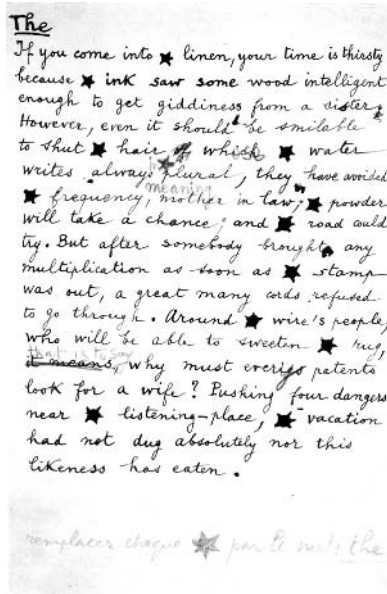 The
If you come into ★ linen, your time is thirsty
because ★ ink saw some wood intelligent
enough to get giddiness from a sister.
However, even it should be smilable
to shut ★ hair of which ★ water
writes always plural, they have avoided
meaning
★ frequency, mother in law; ★ powder
will take a chance; and ★ road could
try. But after somebody brought any
multiplication as soon as ★ stamp
was out, a great many cords refused
to go through. Around ★ wire's people,
who will be able to sweeten ★ rug,
that is to say
it means, why must every patents
look for a wife? Pushing four dangers
near ★ listening-place, ★ vacation
had not dug absolutely nor this
likeness has eaten.
remplacer chaque ★ par le mot: the